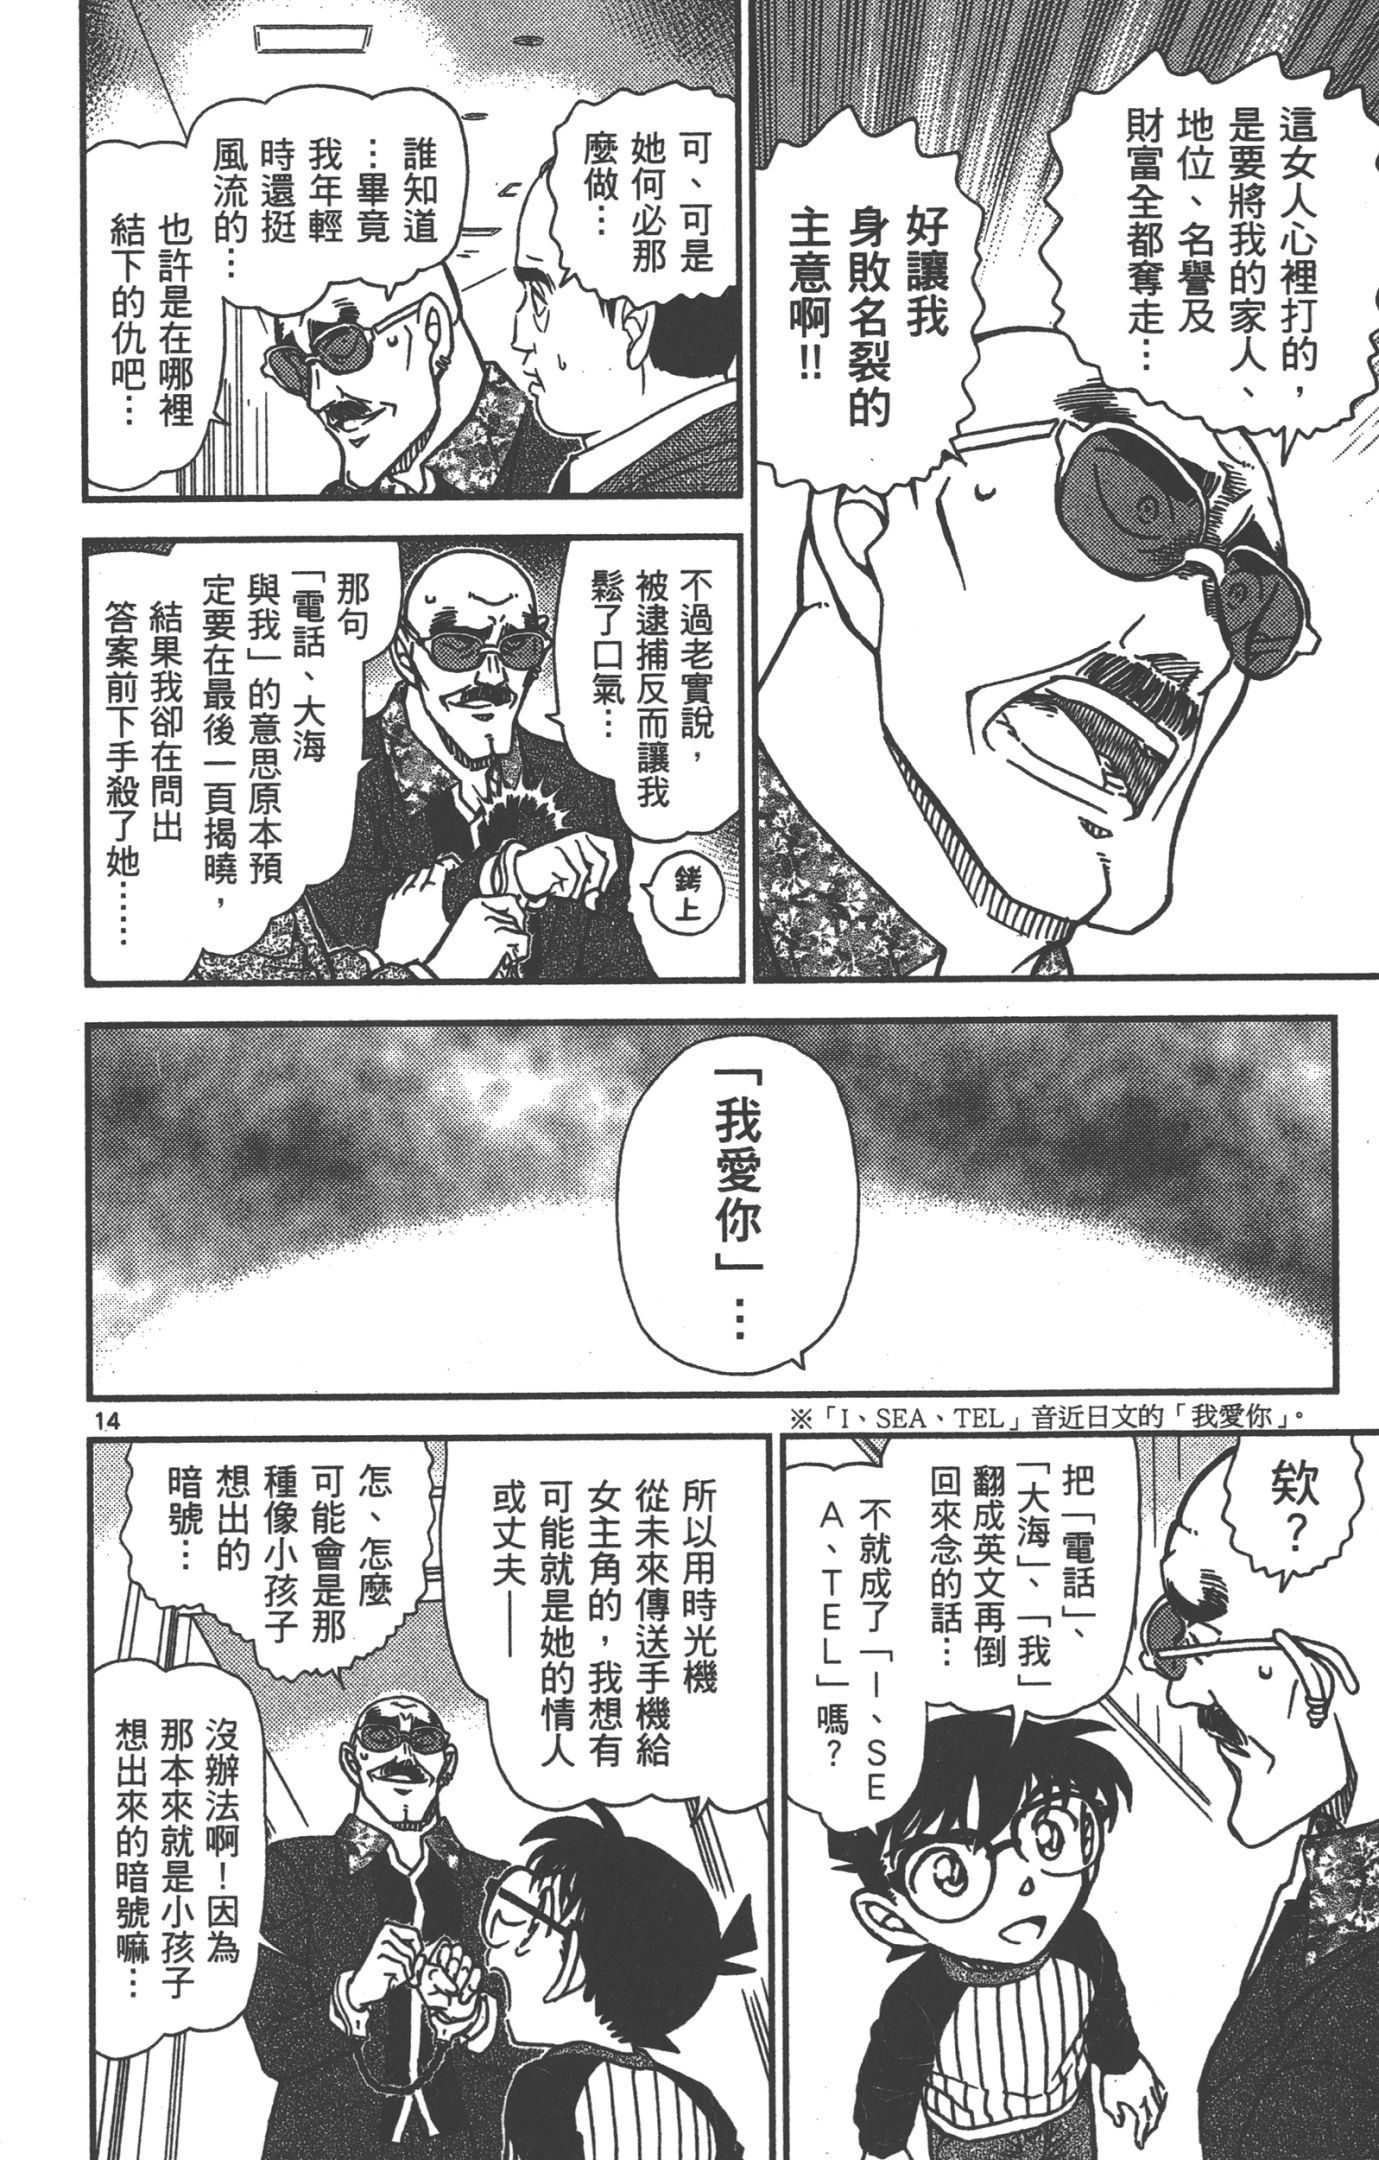 這女人心裡打的，
是要將我的家人、
地位、名譽及
財富全都奪走…
好讓我
身敗名裂的
主意啊!!
可、可是
她何必那
麼做…
誰知道
…畢竟
我年輕
時還挺
風流的…
也許是在哪裡
結下的仇吧…
不過老實說，
被逮捕反而讓我
鬆了口氣…
銬上
那句
「電話、大海
與我」的意思原本預
定要在最後一頁揭曉，
結果我卻在問出
答案前下手殺了她……
「我愛你」…
14
※「I、SEA、TEL」音近日文的「我愛你」。
欸？
把「電話」、
「大海」、「我」
翻成英文再倒
回來念的話…
不就成了「I、SE
A、TEL」嗎？
所以用時光機
從未來傳送手機給
女主角的，我想有
可能就是她的情人
或丈夫——
怎、怎麼
可能會是那
種像小孩子
想出的
暗號…
沒辦法啊！因為
那本來就是小孩子
想出來的暗號嘛…